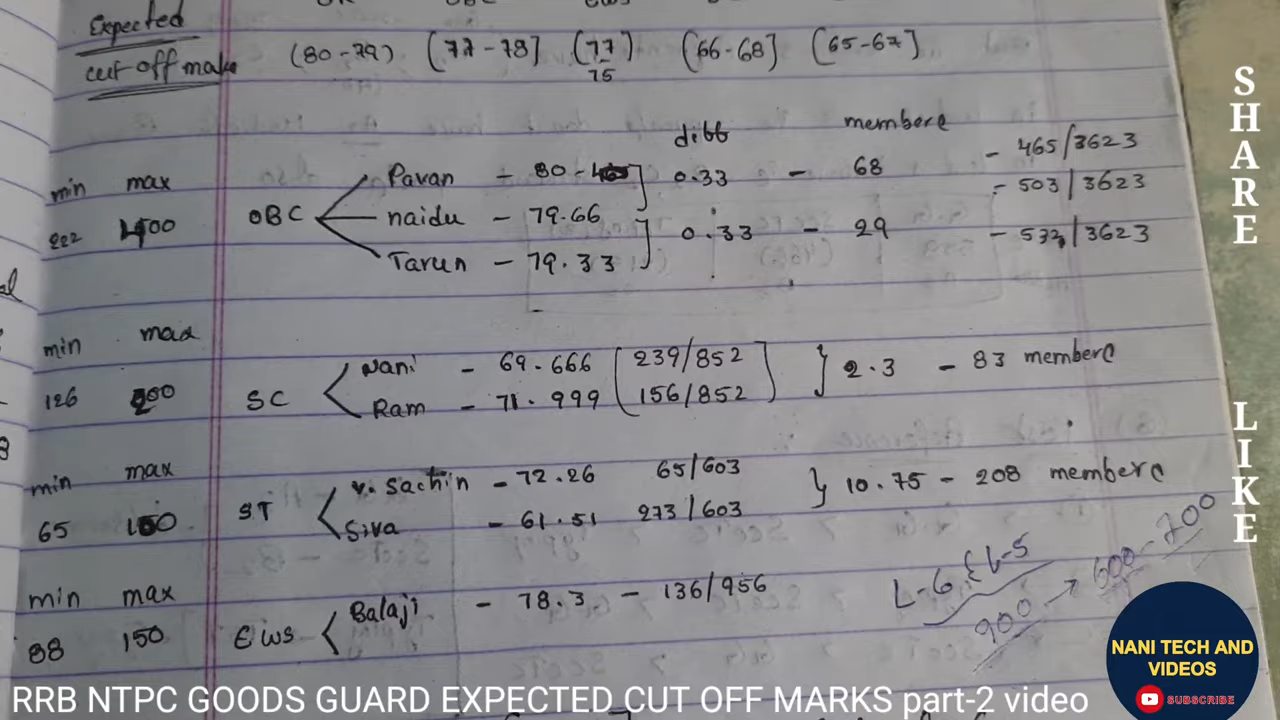 Expected
cut off marks (80-79) (77-78] (77 75) (66-68] (65-67]
diff members
min max
222 400 OBC Pavan - 80 - 0.33 - 68 - 465/3623
naidu - 79.66 - 503/3623
Tarun - 79.33 0.33 - 29 - 532/3623
min max
126 200 SC Nani - 69.666 239/852
Ram - 71.999 156/852 2.3 - 83 members
min max
65 150 ST v. Sachin - 72.26 65/603
Siva - 61.51 273/603 10.75 - 208 members
min max
88 150 EWS Balaji - 78.3 - 136/956
L-6 & L-5
900 → 600-700
SHARE
LIKE
NANI TECH AND
VIDEOS
SUBSCRIBE
RRB NTPC GOODS GUARD EXPECTED CUT OFF MARKS part-2 video